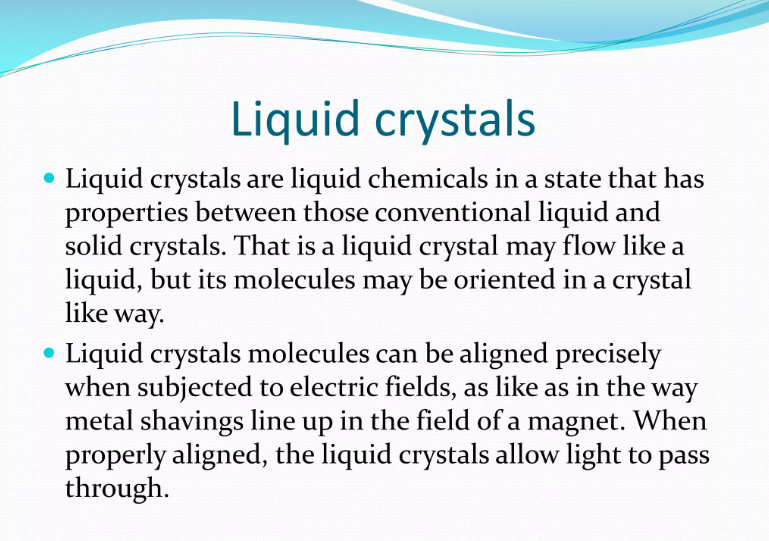 Liquid crystals
• Liquid crystals are liquid chemicals in a state that has
properties between those conventional liquid and
solid crystals. That is a liquid crystal may flow like a
liquid, but its molecules may be oriented in a crystal
like way.
• Liquid crystals molecules can be aligned precisely
when subjected to electric fields, as like as in the way
metal shavings line up in the field of a magnet. When
properly aligned, the liquid crystals allow light to pass
through.